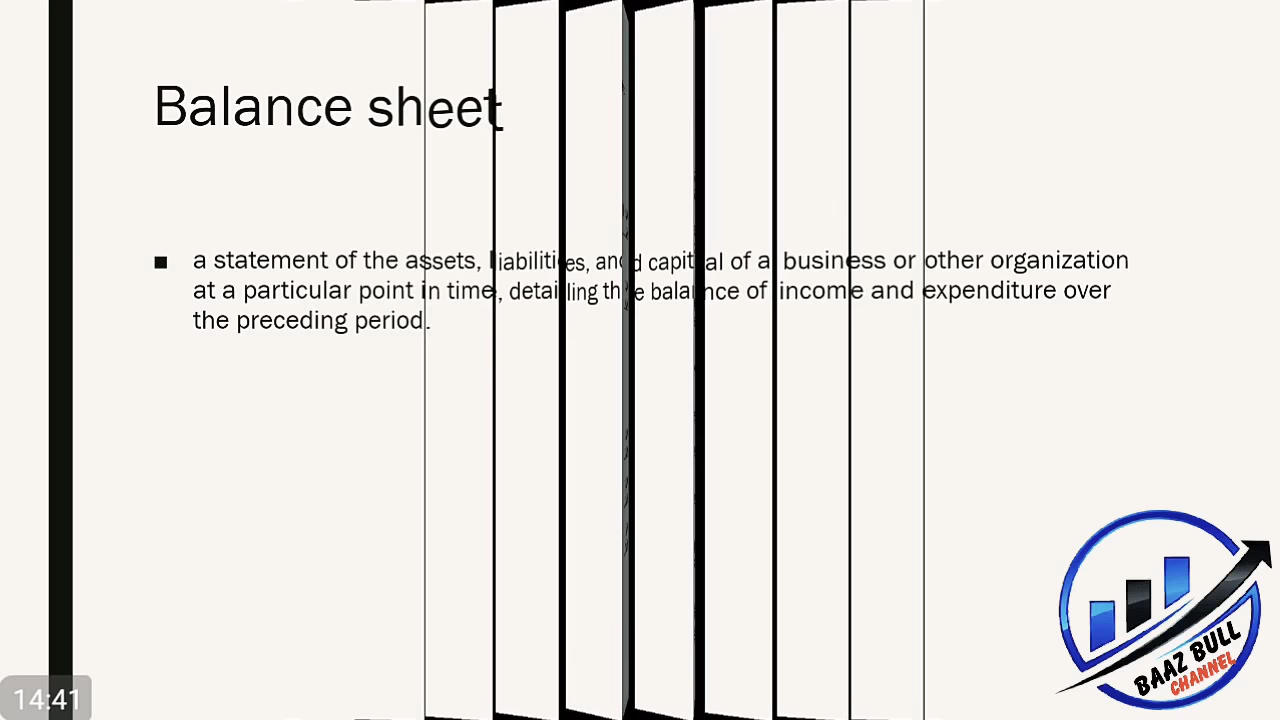 Balance sheet
■ a statement of the assets, liabilities, and capital of a business or other organization
at a particular point in time, detailing the balance of income and expenditure over
the preceding period.
BAAZ BULL
CHANNEL
14:41